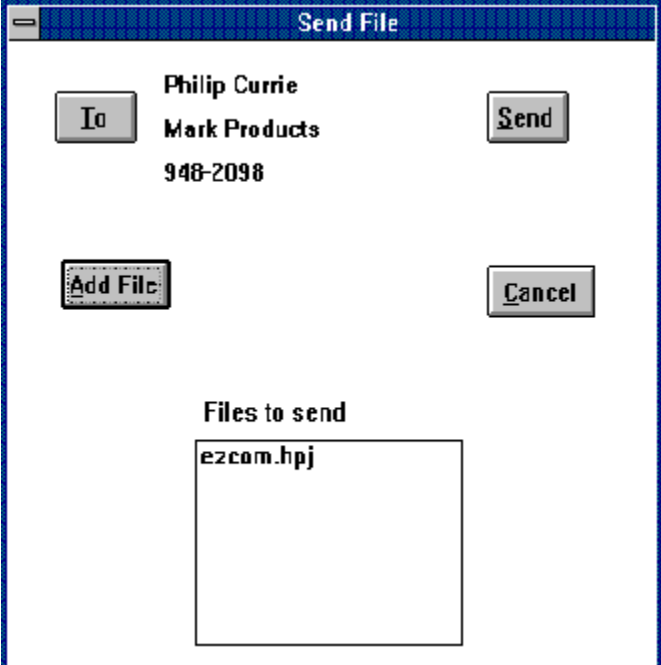 Send File
To
Philip Currie
Mark Products
948-2098
Send
Add File
Cancel
Files to send
ezcom.hpj